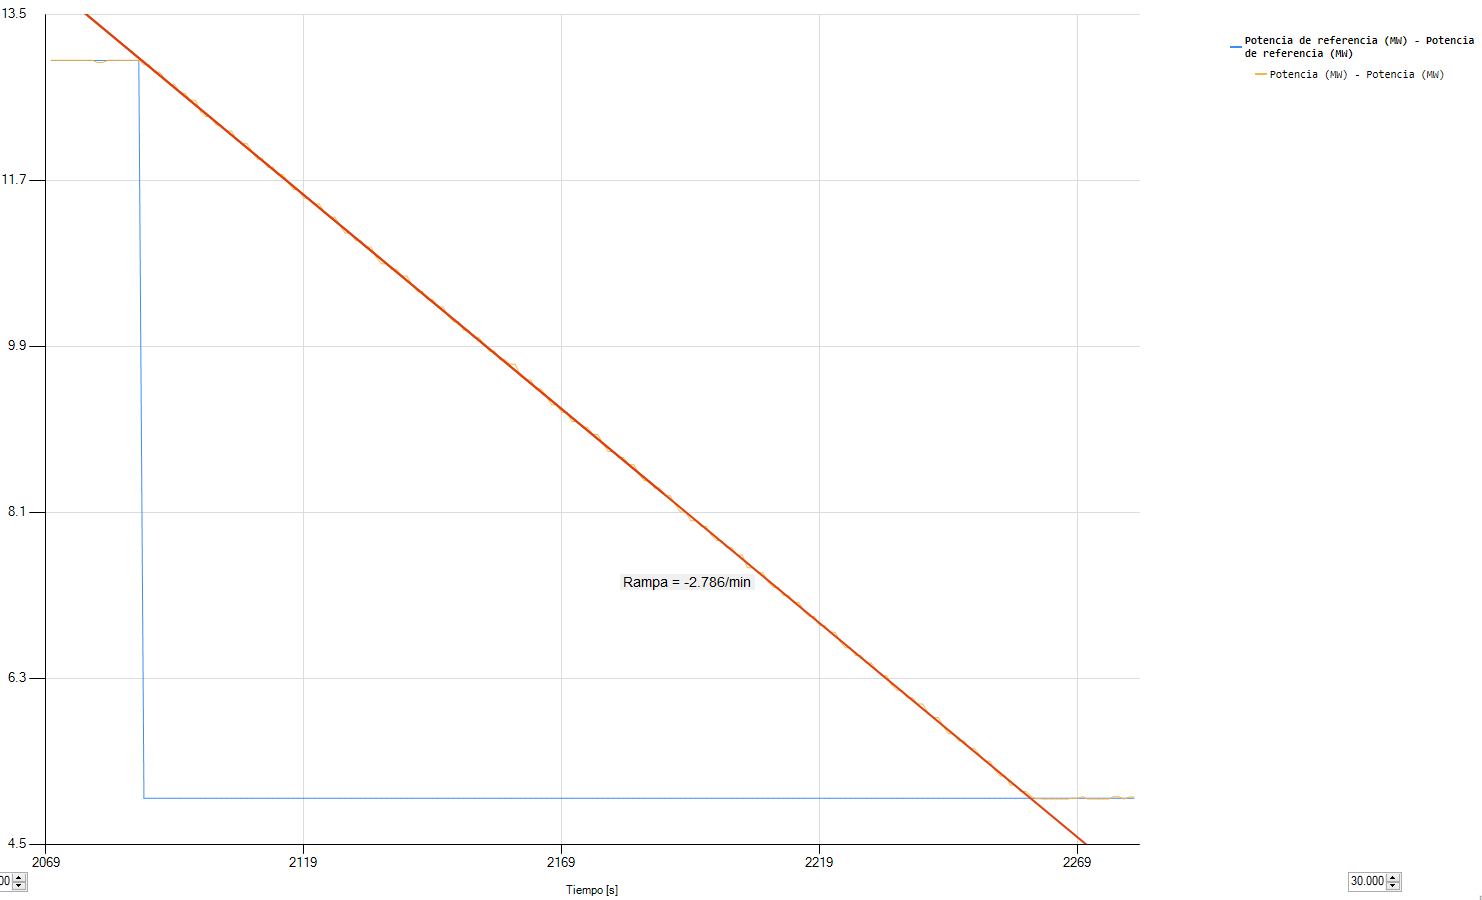 13.5
Potencia de referencia (MW) - Potencia
de referencia (MW)
Potencia (MW) - Potencia (MW)
11.7
9.9
8.1
Rampa = -2.786/min
6.3
4.5
2069
2119
2169
2219
2269
00
30.000
Tiempo [s]